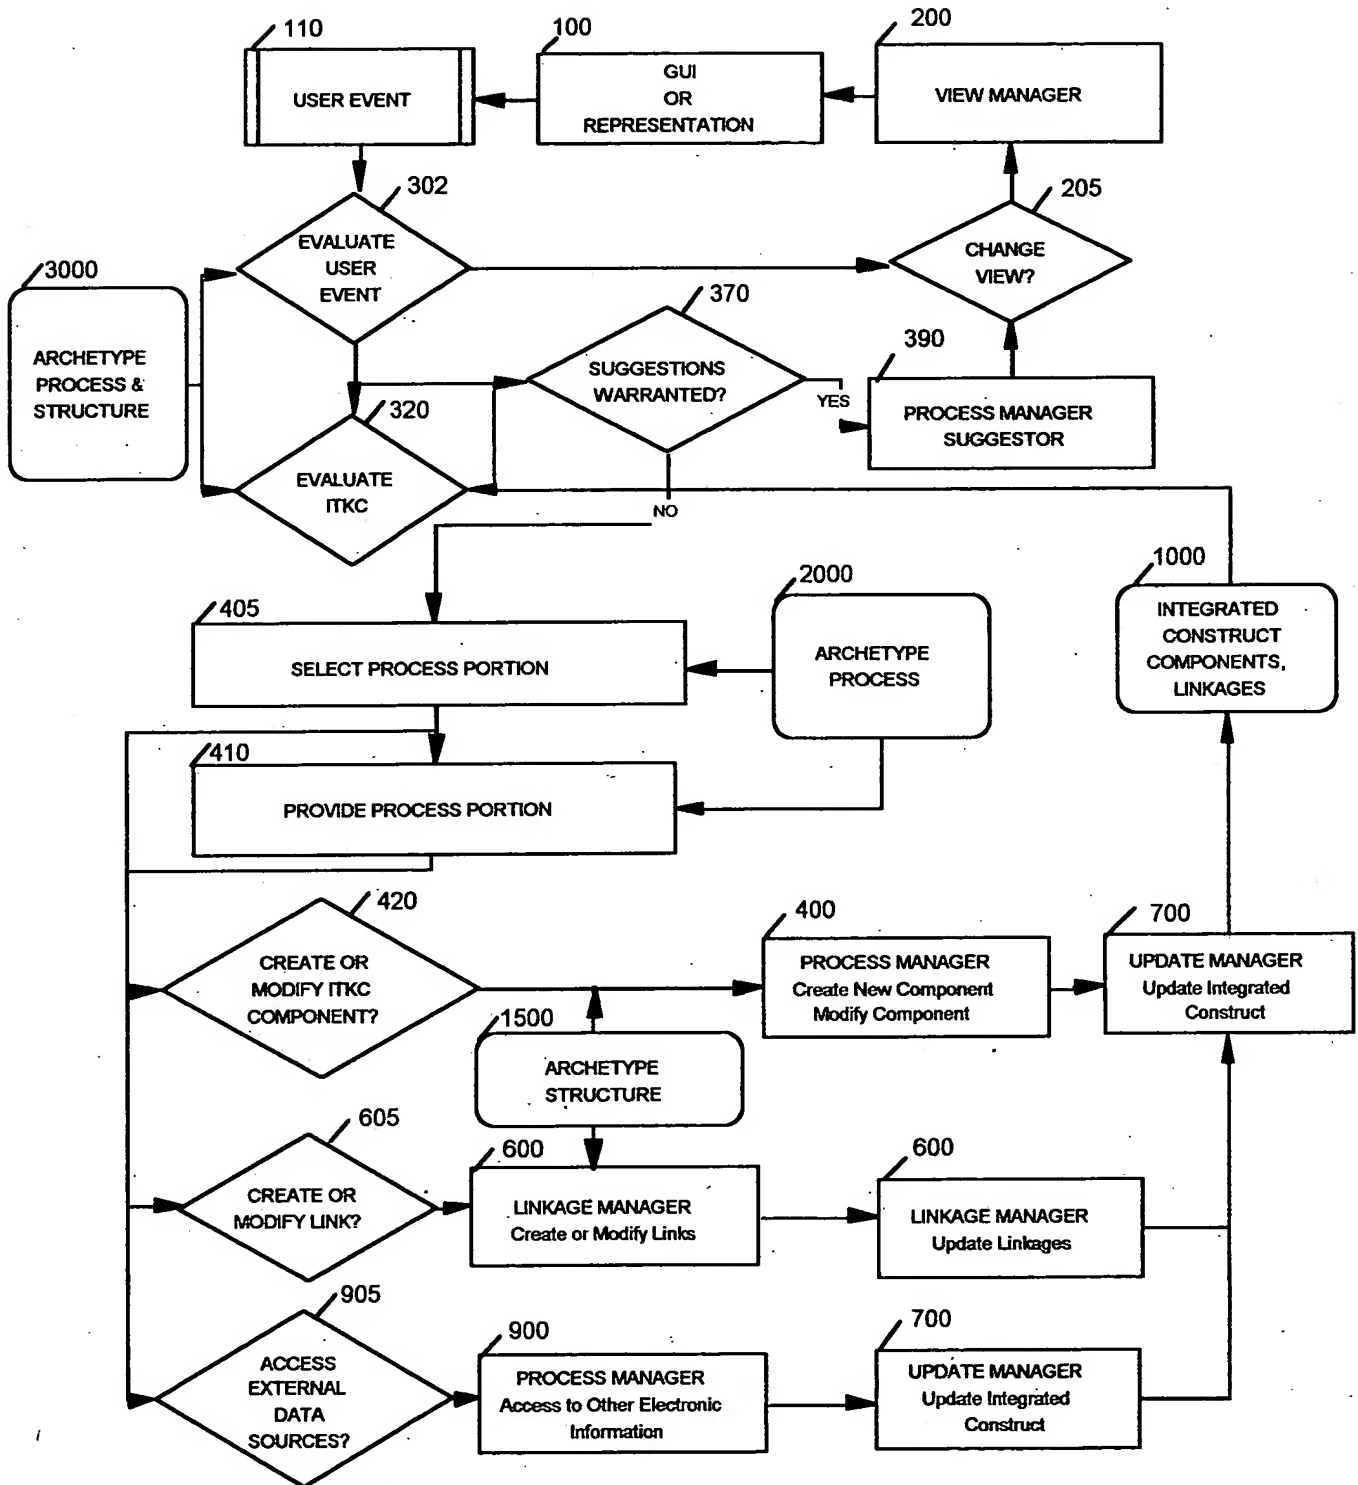 110
100
200
USER EVENT
GUI
OR
REPRESENTATION
VIEW MANAGER
302
205
EVALUATE
USER
EVENT
CHANGE
VIEW?
3000
ARCHETYPE
PROCESS &
STRUCTURE
370
SUGGESTIONS
WARRANTED?
YES
NO
390
PROCESS MANAGER
SUGGESTOR
320
EVALUATE
ITKC
405
SELECT PROCESS PORTION
2000
ARCHETYPE
PROCESS
1000
INTEGRATED
CONSTRUCT
COMPONENTS,
LINKAGES
410
PROVIDE PROCESS PORTION
420
CREATE OR
MODIFY ITKC
COMPONENT?
400
PROCESS MANAGER
Create New Component
Modify Component
700
UPDATE MANAGER
Update Integrated
Construct
1500
ARCHETYPE
STRUCTURE
605
CREATE OR
MODIFY LINK?
600
LINKAGE MANAGER
Create or Modify Links
600
LINKAGE MANAGER
Update Linkages
905
ACCESS
EXTERNAL
DATA
SOURCES?
900
PROCESS MANAGER
Access to Other Electronic
Information
700
UPDATE MANAGER
Update Integrated
Construct